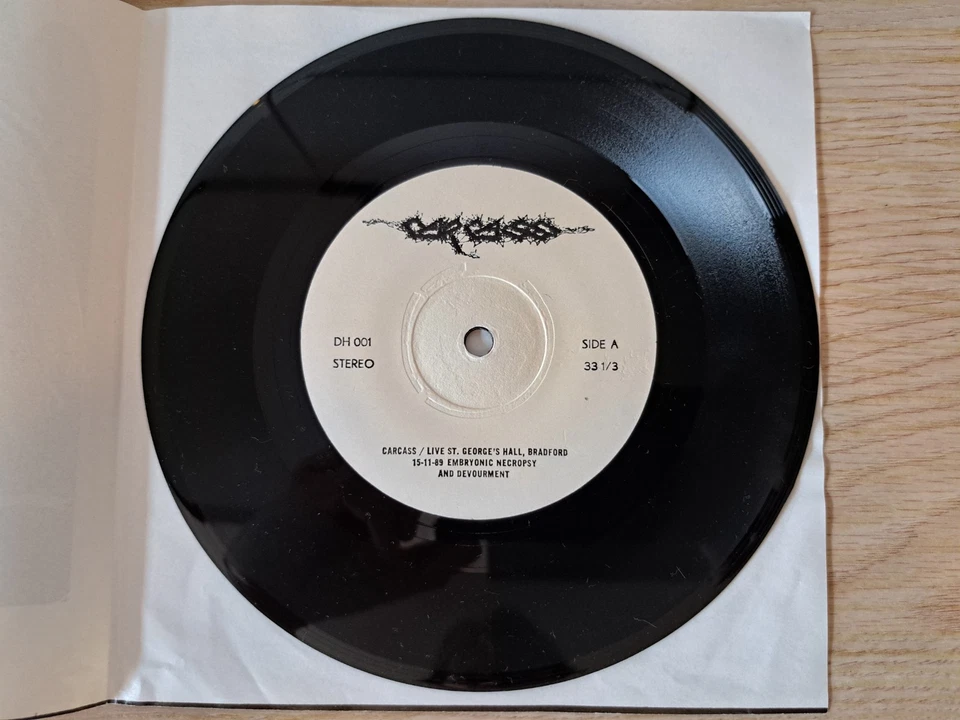 CARCASS
DH 001
STEREO
SIDE A
33 1/3
CARCASS / LIVE ST. GEORGE'S HALL, BRADFORD
15-11-89 EMBRYONIC NECROPSY
AND DEVOURMENT